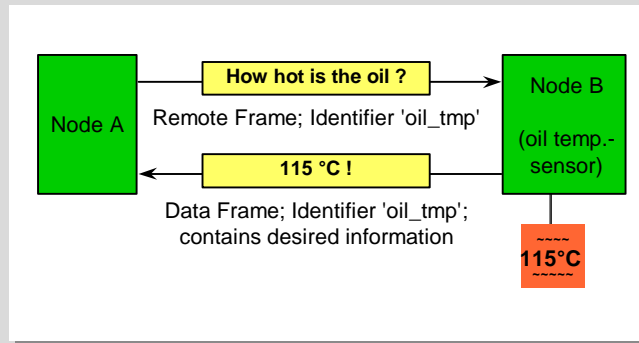 How hot is the oil ?
Node A
Remote Frame; Identifier 'oil_tmp'
Node B
(oil temp.-
sensor)
115 °C !
Data Frame; Identifier 'oil_tmp';
contains desired information
~~~~
115°C
~~~~~